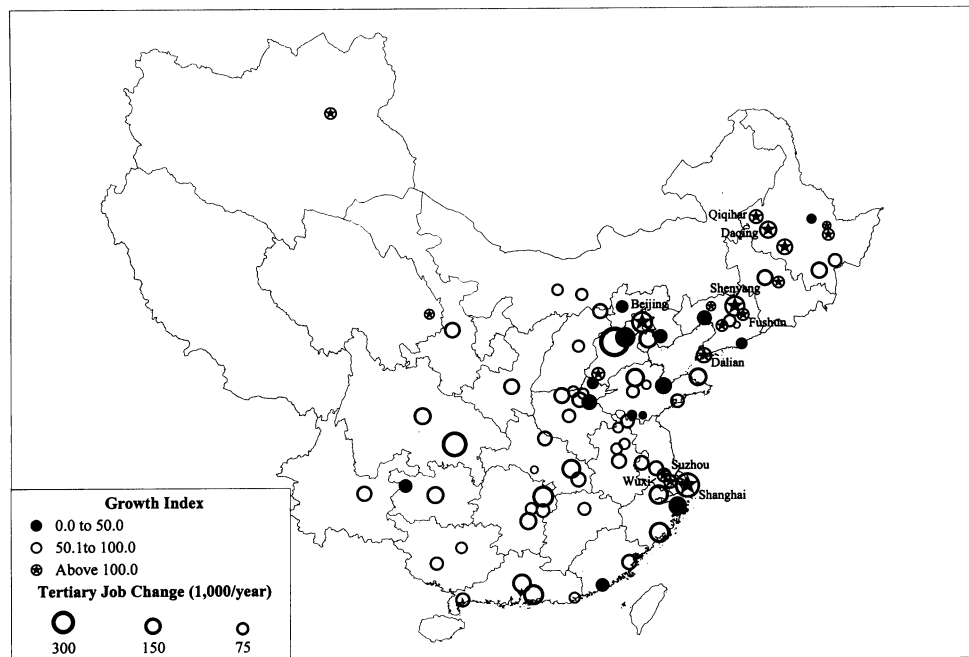 Qiqihar
Daqing
Shenyang
Beijing
Fushun
Dalian
Suzhou
Wuxi
Shanghai
Growth Index
0.0 to 50.0
50.1to 100.0
Above 100.0
Tertiary Job Change (1,000/year)
300 150 75